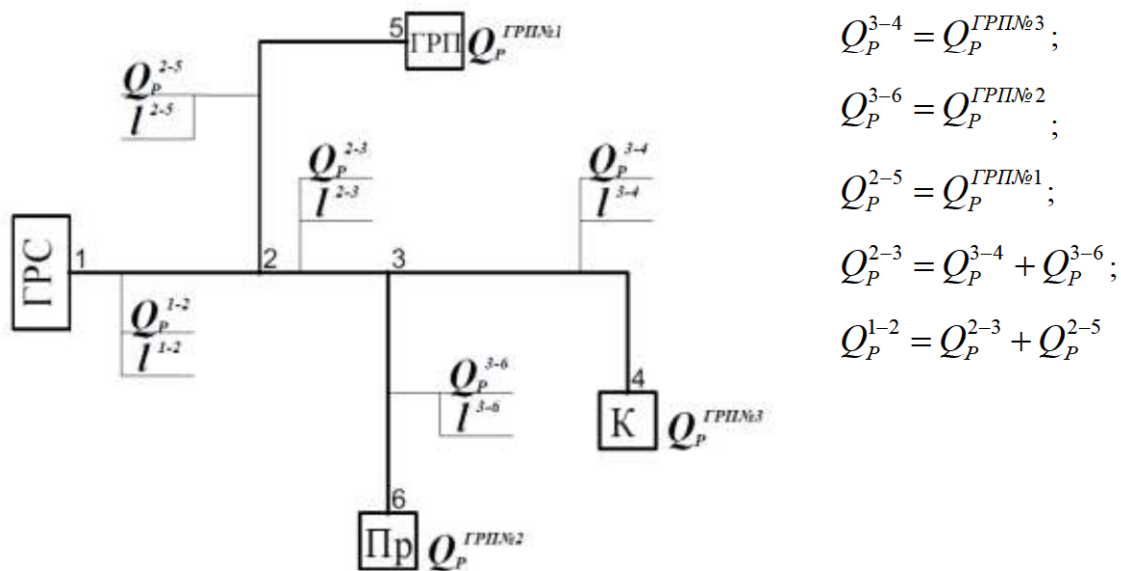 5
ГРП
Q_P^{ГРП№1}
Q_P^{2-5}
l^{2-5}
Q_P^{2-3}
l^{2-3}
Q_P^{3-4}
l^{3-4}
ГРС
1
2
3
Q_P^{1-2}
l^{1-2}
Q_P^{3-6}
l^{3-6}
4
К
Q_P^{ГРП№3}
6
Пр
Q_P^{ГРП№2}
Q_P^{3-4} = Q_P^{ГРП№3};
Q_P^{3-6} = Q_P^{ГРП№2};
Q_P^{2-5} = Q_P^{ГРП№1};
Q_P^{2-3} = Q_P^{3-4} + Q_P^{3-6};
Q_P^{1-2} = Q_P^{2-3} + Q_P^{2-5}